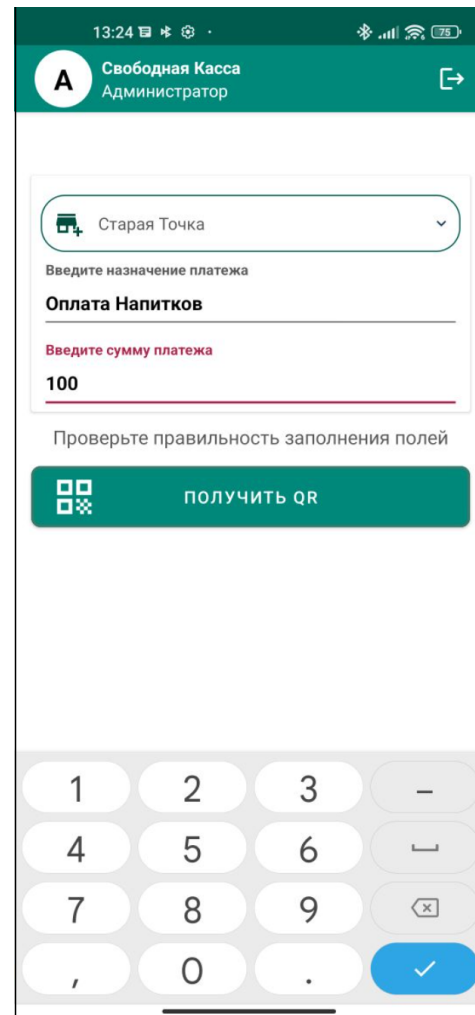 13:24
75
A
Свободная Касса
Администратор
Старая Точка
Введите назначение платежа
Оплата Напитков
Введите сумму платежа
100
Проверьте правильность заполнения полей
ПОЛУЧИТЬ QR
1 2 3 –
4 5 6
7 8 9
, 0 .